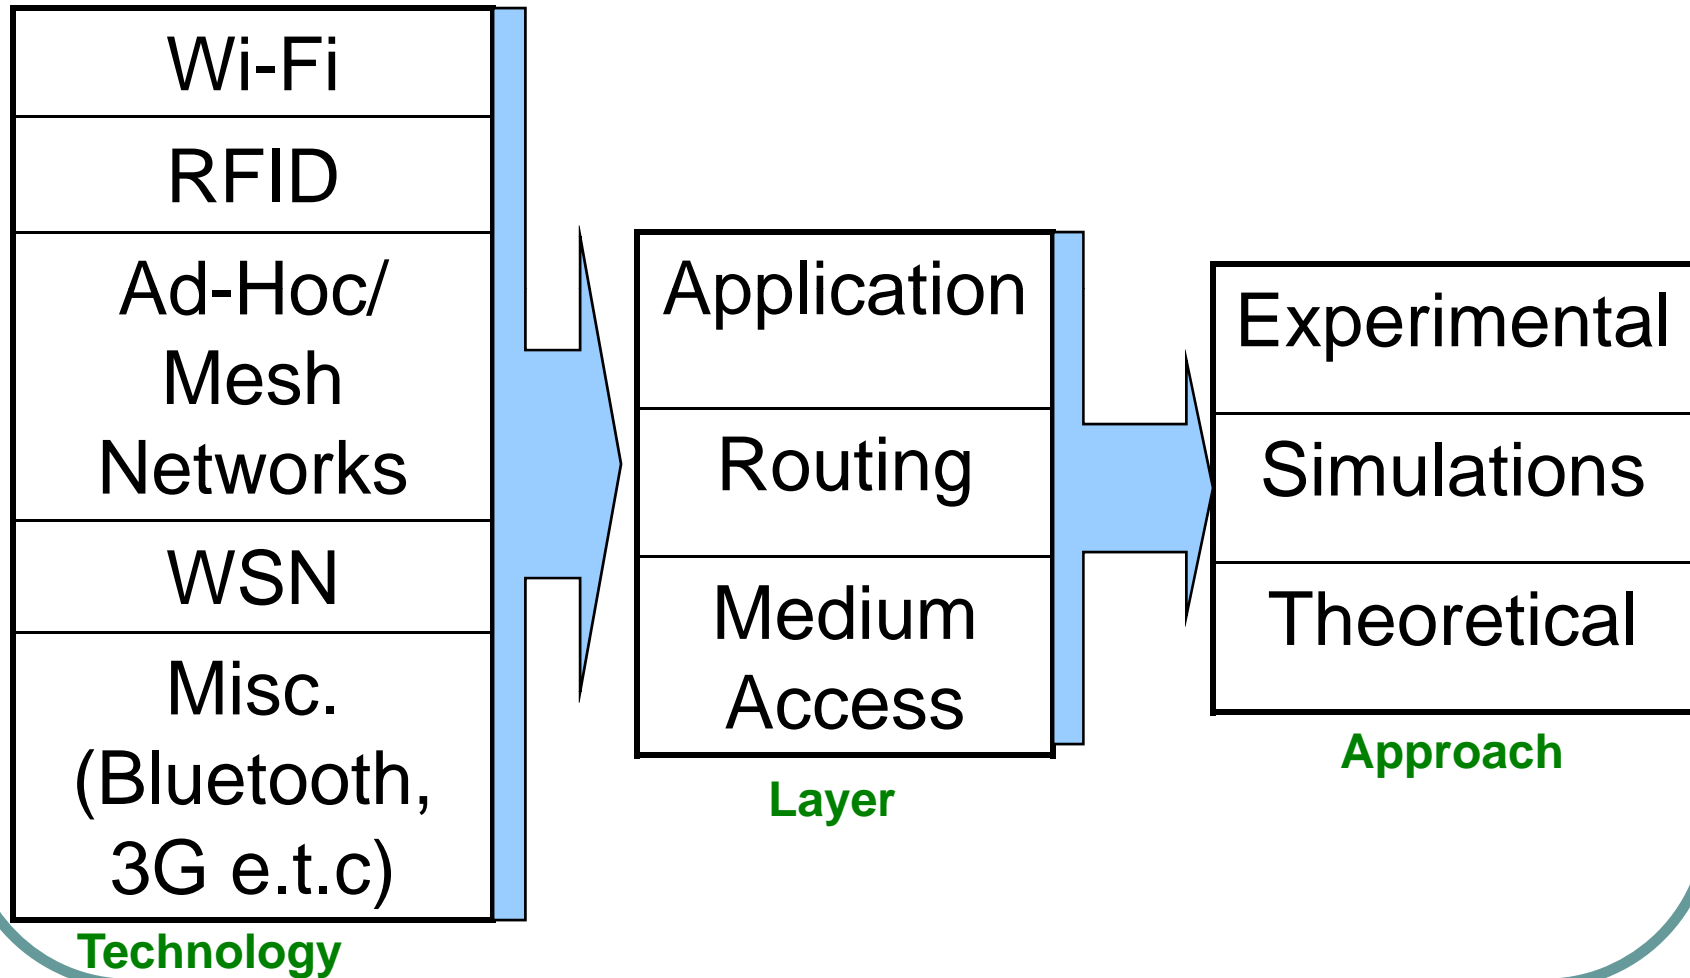 Wi-Fi
RFID
Ad-Hoc/
Mesh
Networks
WSN
Misc.
(Bluetooth,
3G e.t.c)
Technology
Application
Routing
Medium
Access
Layer
Experimental
Simulations
Theoretical
Approach